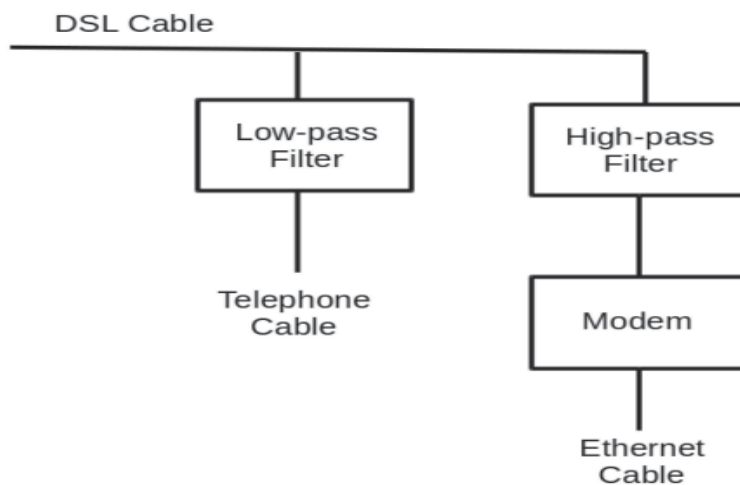 DSL Cable
Low-pass
Filter
High-pass
Filter
Telephone
Cable
Modem
Ethernet
Cable